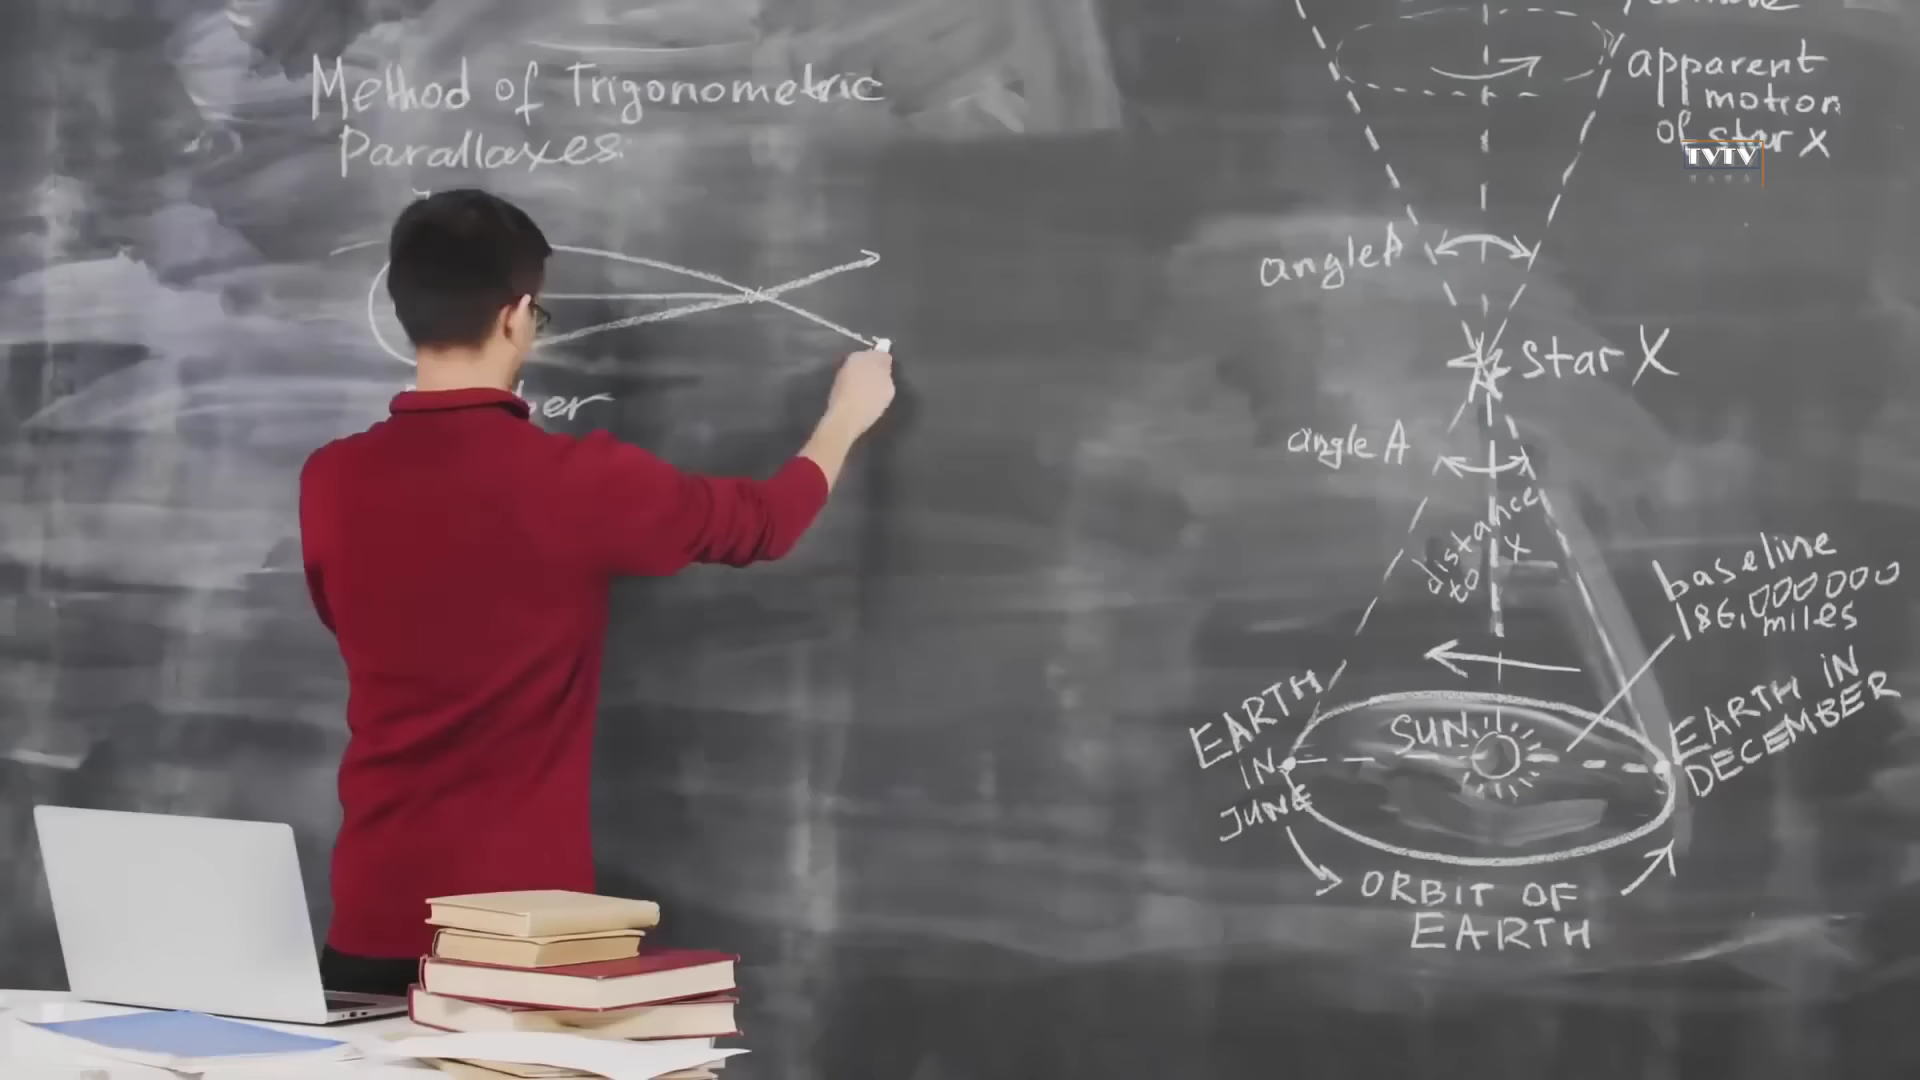 Method of Trigonometric
Parallaxes:
ber
apparent
motion
of star X
TVTV
angle A
star X
angle A
distance
to X
baseline
186,000000
miles
EARTH
IN
JUNE
SUN
EARTH IN
DECEMBER
ORBIT OF
EARTH